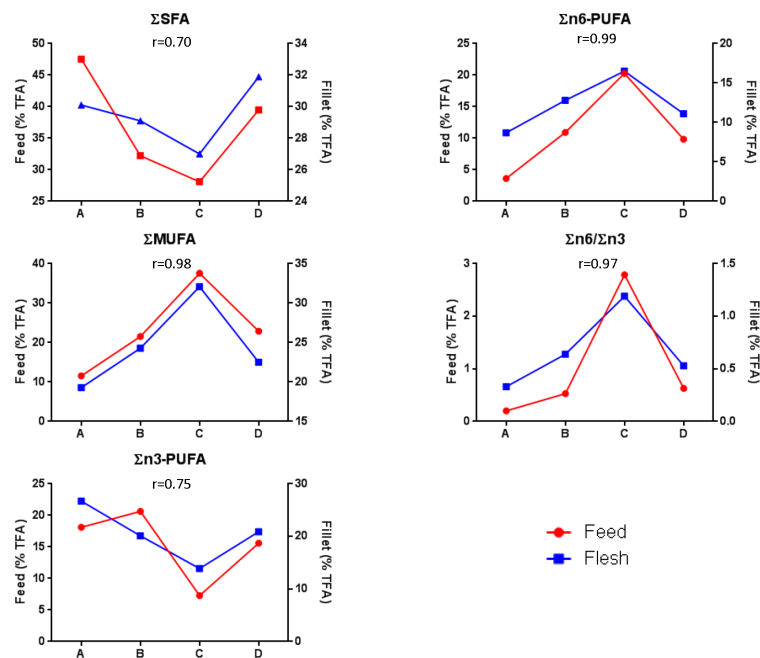 ΣSFA
r=0.70
50
45
40
35
30
25
Feed (% TFA)
34
32
30
28
26
24
Fillet (% TFA)
A B C D
Σn6-PUFA
r=0.99
25
20
15
10
5
0
Feed (% TFA)
20
15
10
5
0
Fillet (% TFA)
A B C D
ΣMUFA
r=0.98
40
30
20
10
0
Feed (% TFA)
35
30
25
20
15
Fillet (% TFA)
A B C D
Σn6/Σn3
r=0.97
3
2
1
0
Feed (% TFA)
1.5
1.0
0.5
0.0
Fillet (% TFA)
A B C D
Σn3-PUFA
r=0.75
25
20
15
10
5
0
Feed (% TFA)
30
20
10
0
Fillet (% TFA)
A B C D
Feed
Flesh